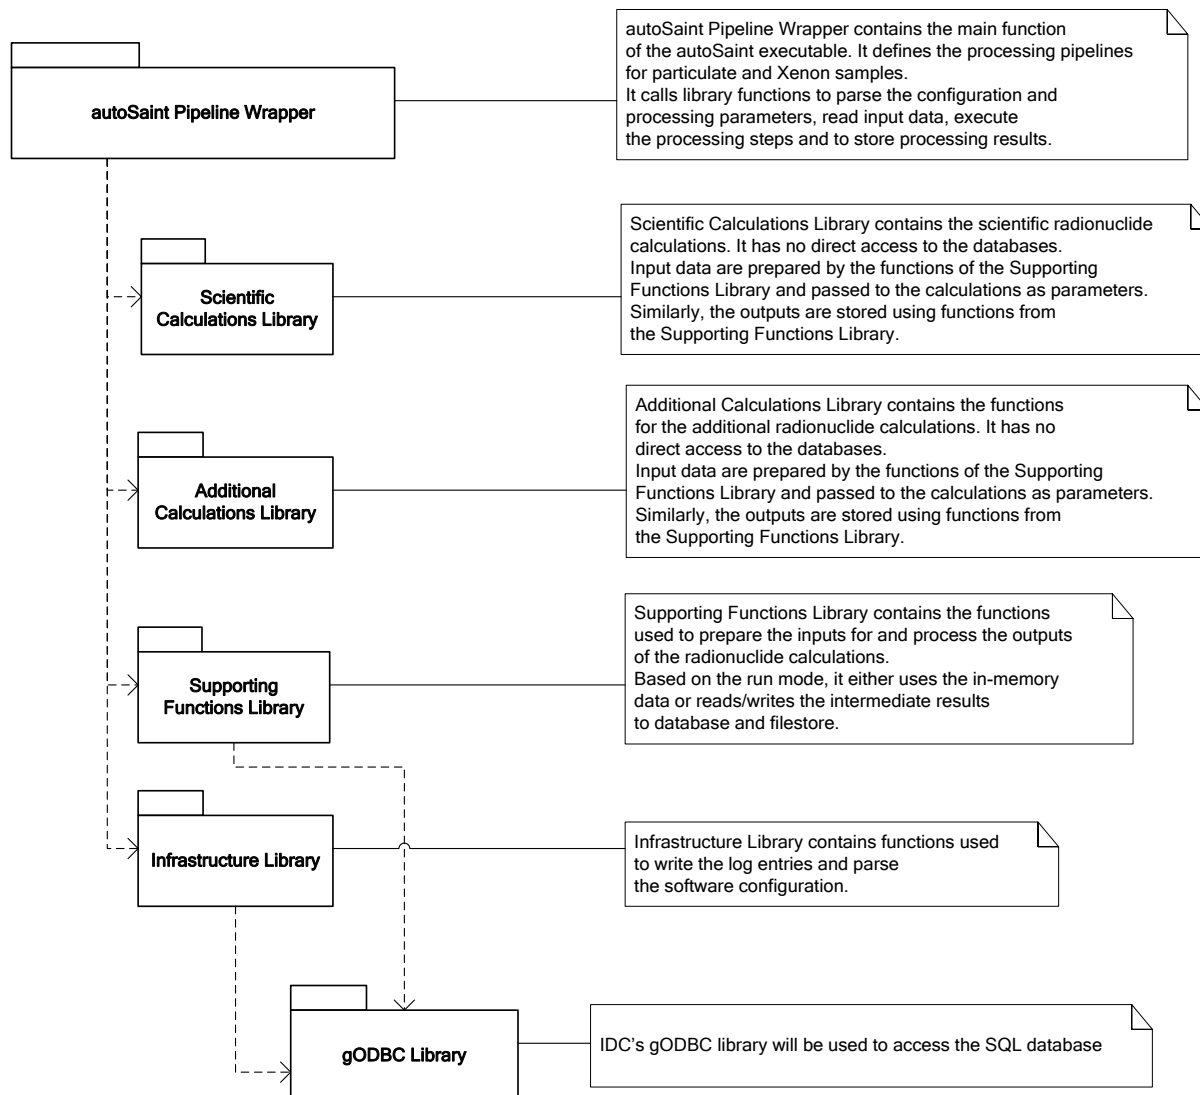 autoSaint Pipeline Wrapper
autoSaint Pipeline Wrapper contains the main function
of the autoSaint executable. It defines the processing pipelines
for particulate and Xenon samples.
It calls library functions to parse the configuration and
processing parameters, read input data, execute
the processing steps and to store processing results.
Scientific
Calculations Library
Scientific Calculations Library contains the scientific radionuclide
calculations. It has no direct access to the databases.
Input data are prepared by the functions of the Supporting
Functions Library and passed to the calculations as parameters.
Similarly, the outputs are stored using functions from
the Supporting Functions Library.
Additional
Calculations Library
Additional Calculations Library contains the functions
for the additional radionuclide calculations. It has no
direct access to the databases.
Input data are prepared by the functions of the Supporting
Functions Library and passed to the calculations as parameters.
Similarly, the outputs are stored using functions from
the Supporting Functions Library.
Supporting
Functions Library
Supporting Functions Library contains the functions
used to prepare the inputs for and process the outputs
of the radionuclide calculations.
Based on the run mode, it either uses the in-memory
data or reads/writes the intermediate results
to database and filestore.
Infrastructure Library
Infrastructure Library contains functions used
to write the log entries and parse
the software configuration.
gODBC Library
IDC's gODBC library will be used to access the SQL database